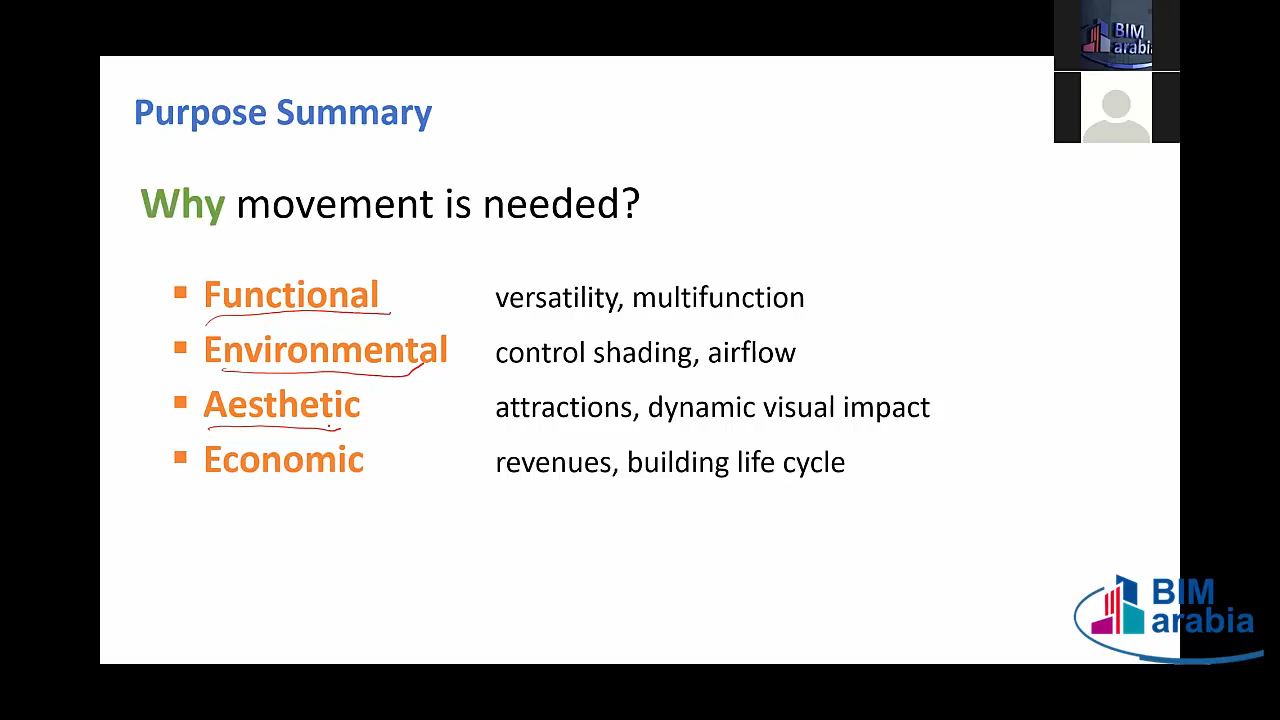 BIM
arabia
Purpose Summary
Why movement is needed?
▪ Functional versatility, multifunction
▪ Environmental control shading, airflow
▪ Aesthetic attractions, dynamic visual impact
▪ Economic revenues, building life cycle
BIM
arabia